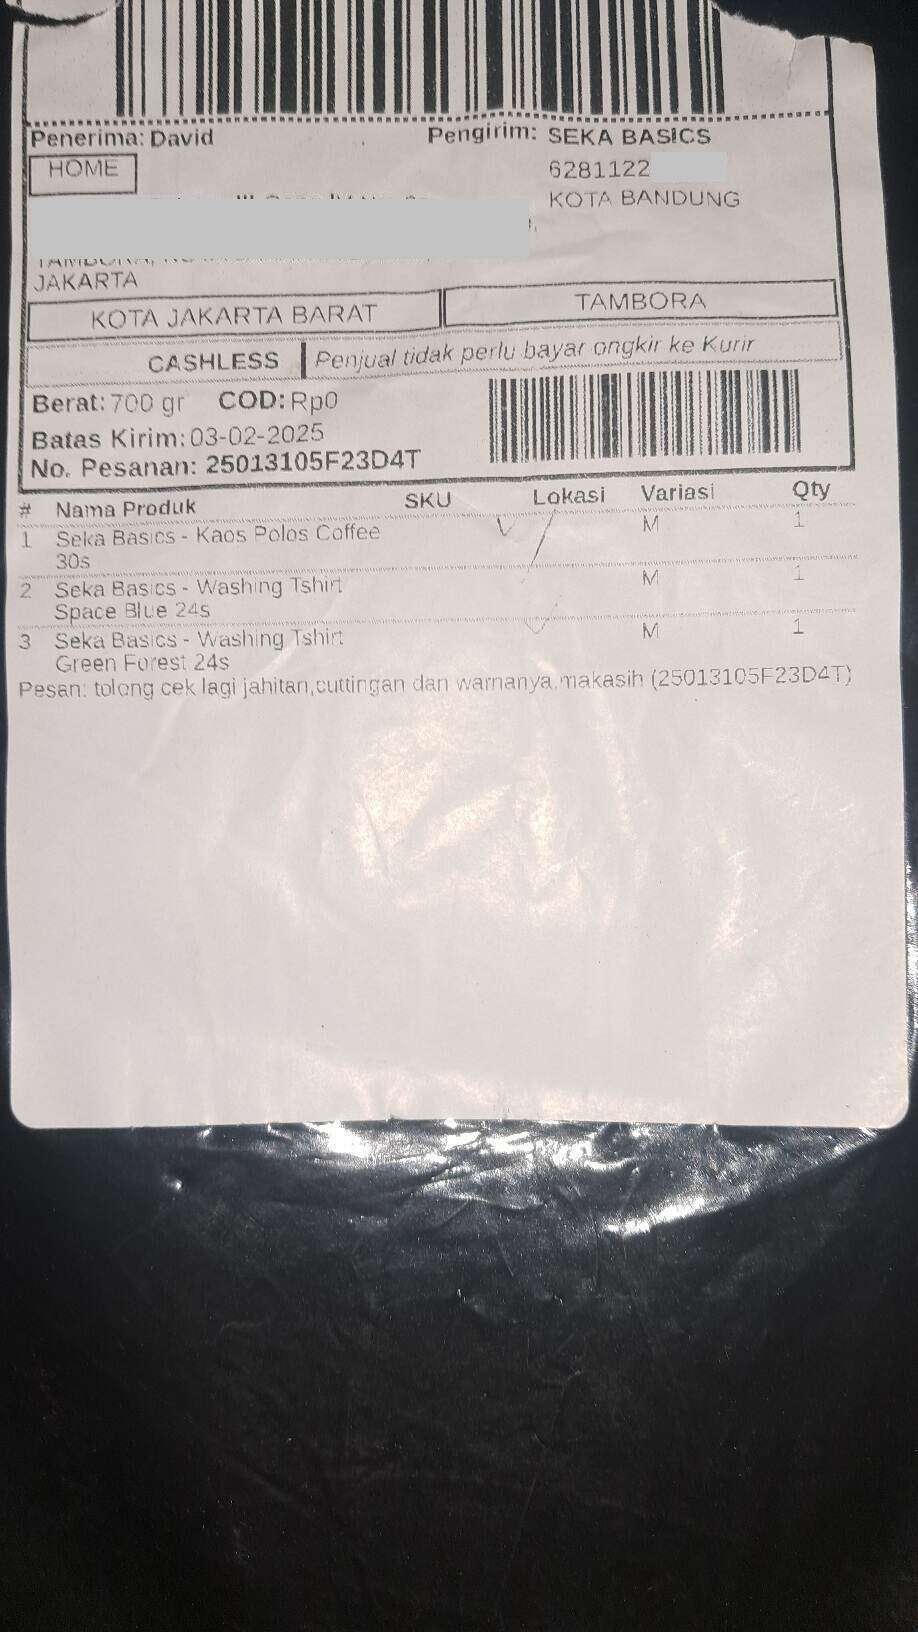 Penerima: David Pengirim: SEKA BASICS
HOME 6281122
KOTA BANDUNG
JAKARTA
KOTA JAKARTA BARAT TAMBORA
CASHLESS Penjual tidak perlu bayar ongkir ke Kurir
Berat: 700 gr COD: Rp0
Batas Kirim: 03-02-2025
No. Pesanan: 25013105F23D4T
# Nama Produk SKU Lokasi Variasi Qty
1 Seka Basics - Kaos Polos Coffee M 1
30s
2 Seka Basics - Washing Tshirt M 1
Space Blue 24s
3 Seka Basics - Washing Tshirt M 1
Green Forest 24s
Pesan: tolong cek lagi jahitan,cuttingan dan warnanya.makasih (25013105F23D4T)